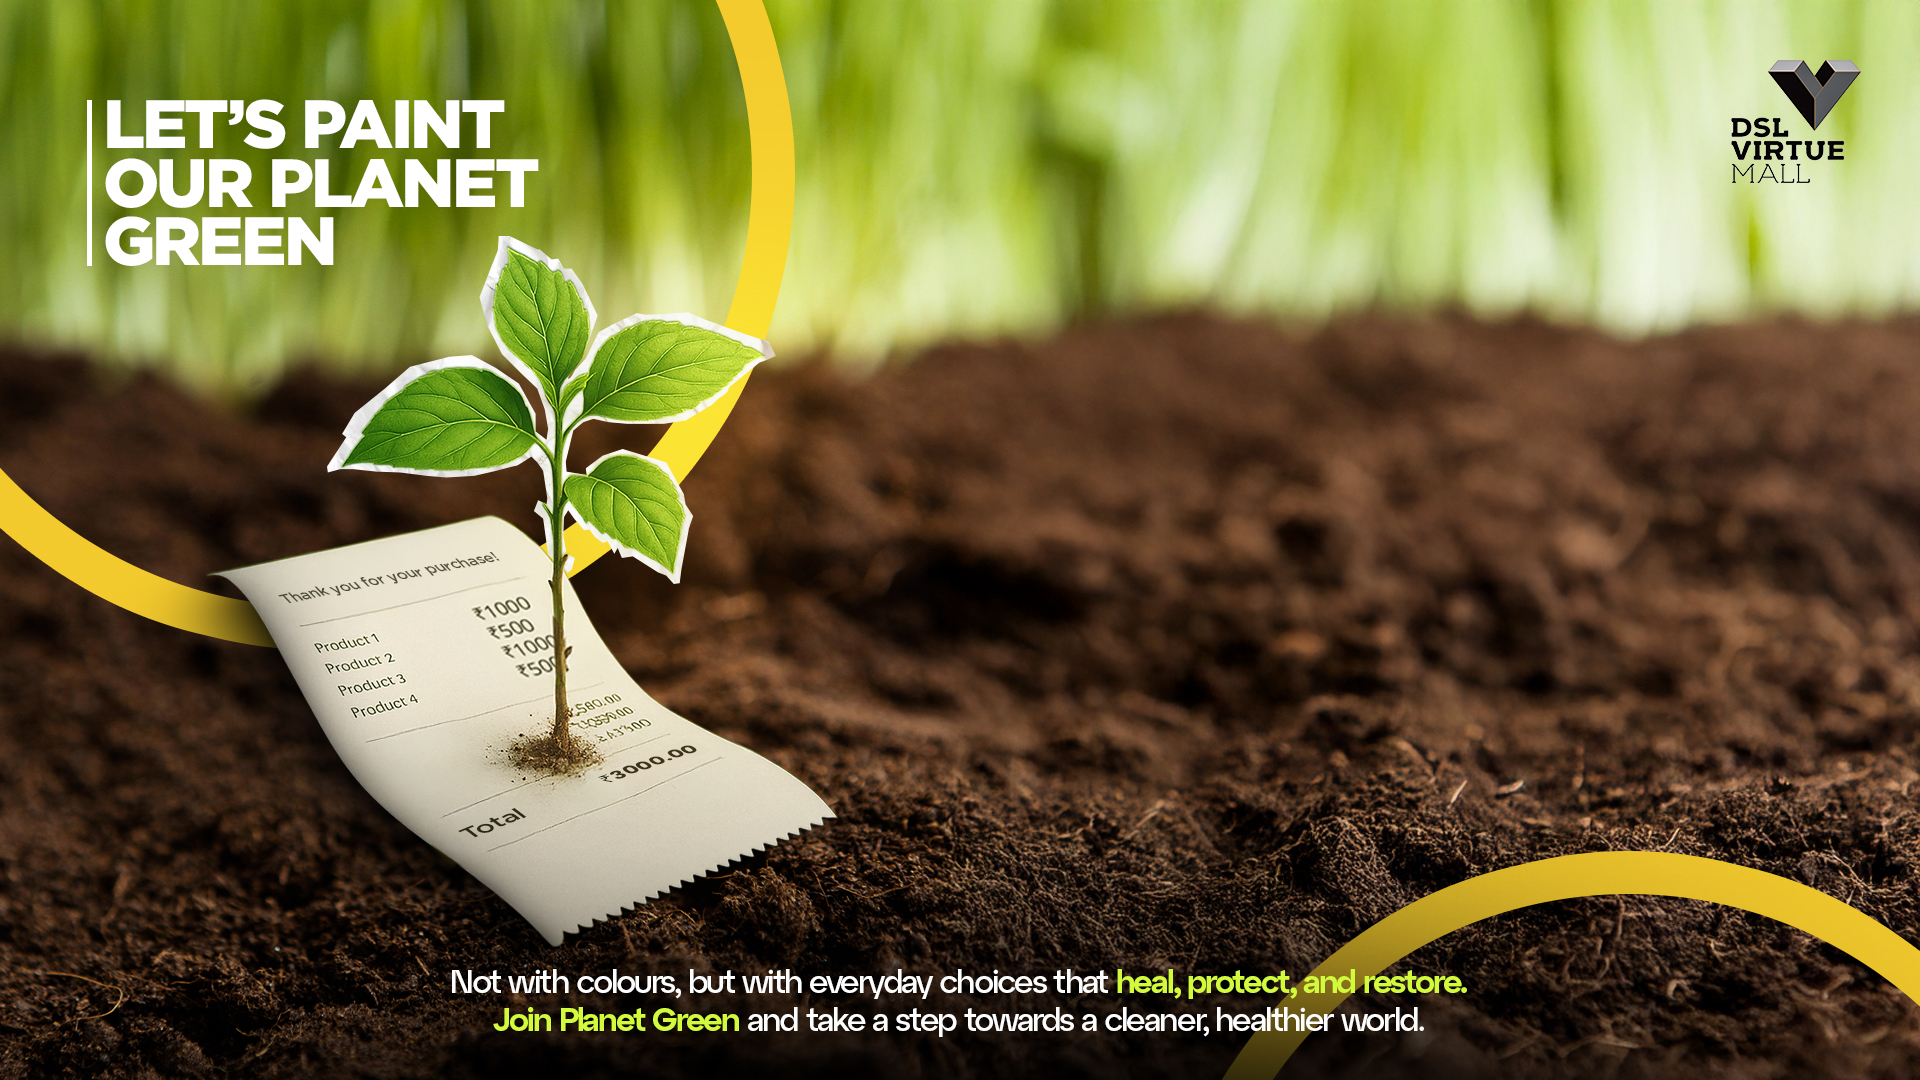 LET'S PAINT
OUR PLANET
GREEN
DSL
VIRTUE
MALL
Thank you for your purchase!
Product 1 ₹1000
Product 2 ₹500
Product 3 ₹1000
Product 4 ₹500
₹3000.00
Total
Not with colours, but with everyday choices that heal, protect, and restore.
Join Planet Green and take a step towards a cleaner, healthier world.